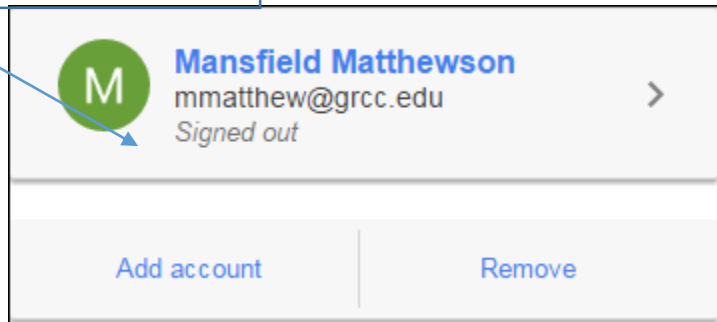 M
Mansfield Matthewson
mmatthew@grcc.edu
Signed out
Add account
Remove